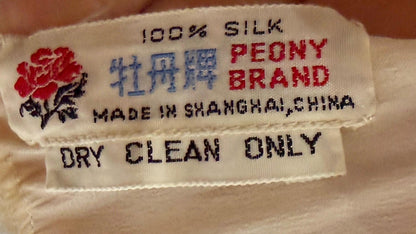 100% SILK
牡丹牌 PEONY BRAND
MADE IN SHANGHAI,CHINA
DRY CLEAN ONLY